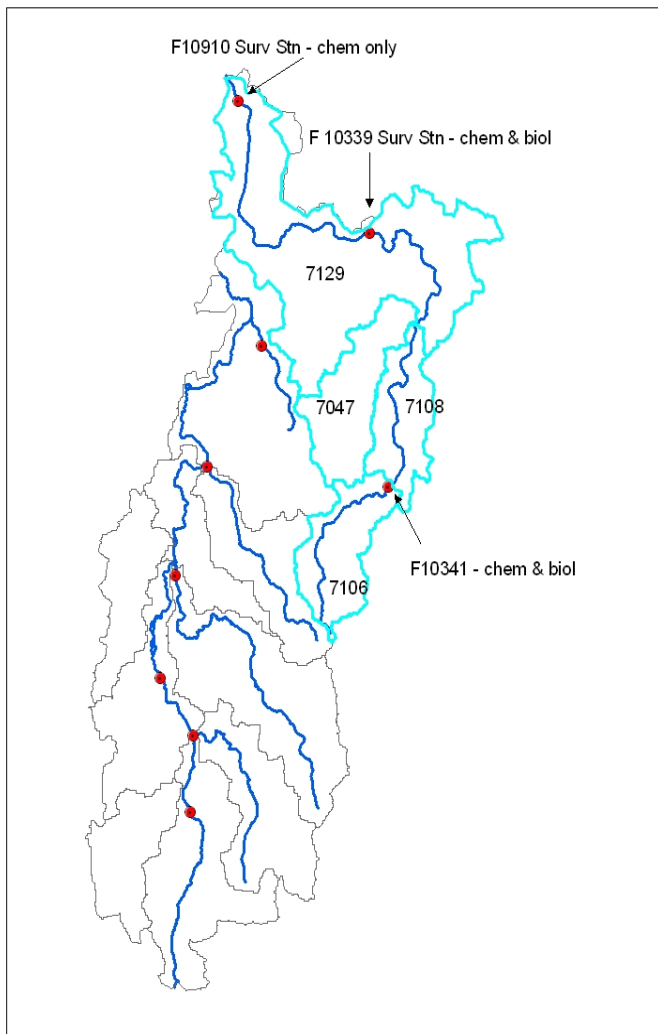 F10910 Surv Stn - chem only
F 10339 Surv Stn - chem & biol
7129
7047
7108
F10341 - chem & biol
7106